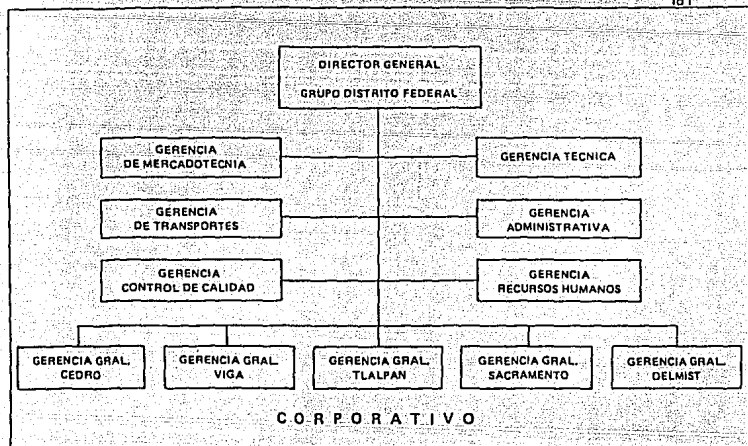 DIRECTOR GENERAL
GRUPO DISTRITO FEDERAL
GERENCIA
DE MERCADOTECNIA
GERENCIA TECNICA
GERENCIA
DE TRANSPORTES
GERENCIA
ADMINISTRATIVA
GERENCIA
CONTROL DE CALIDAD
GERENCIA
RECURSOS HUMANOS
GERENCIA GRAL.
CEDRO
GERENCIA GRAL.
VIGA
GERENCIA GRAL.
TLALPAN
GERENCIA GRAL.
SACRAMENTO
GERENCIA GRAL.
DELMIST
CORPORATIVO